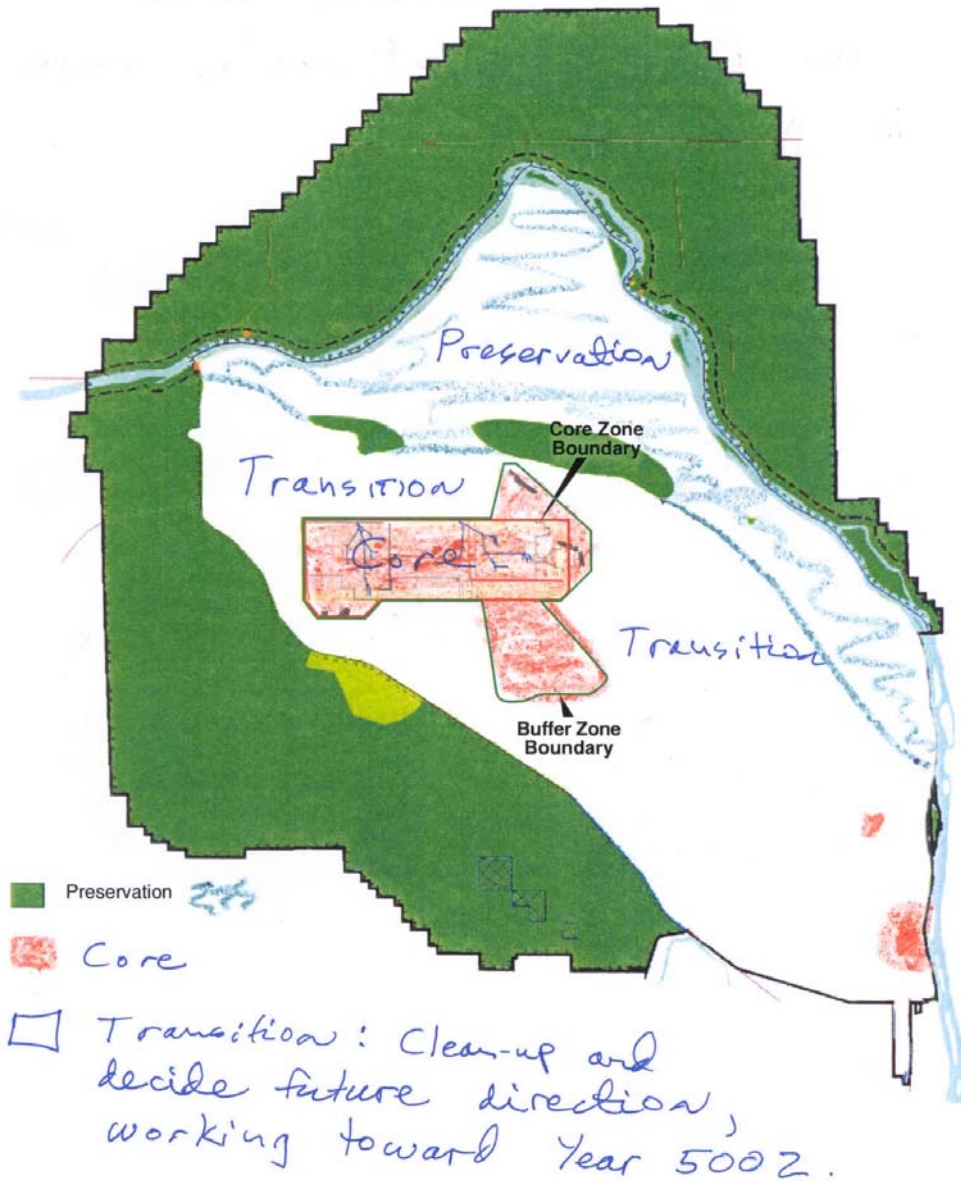 Preservation
Core Zone
Boundary
Transition
Core
Transition
Buffer Zone
Boundary
Preservation
Core
Transition: Clean-up and
decide future direction,
working toward Year 5002.